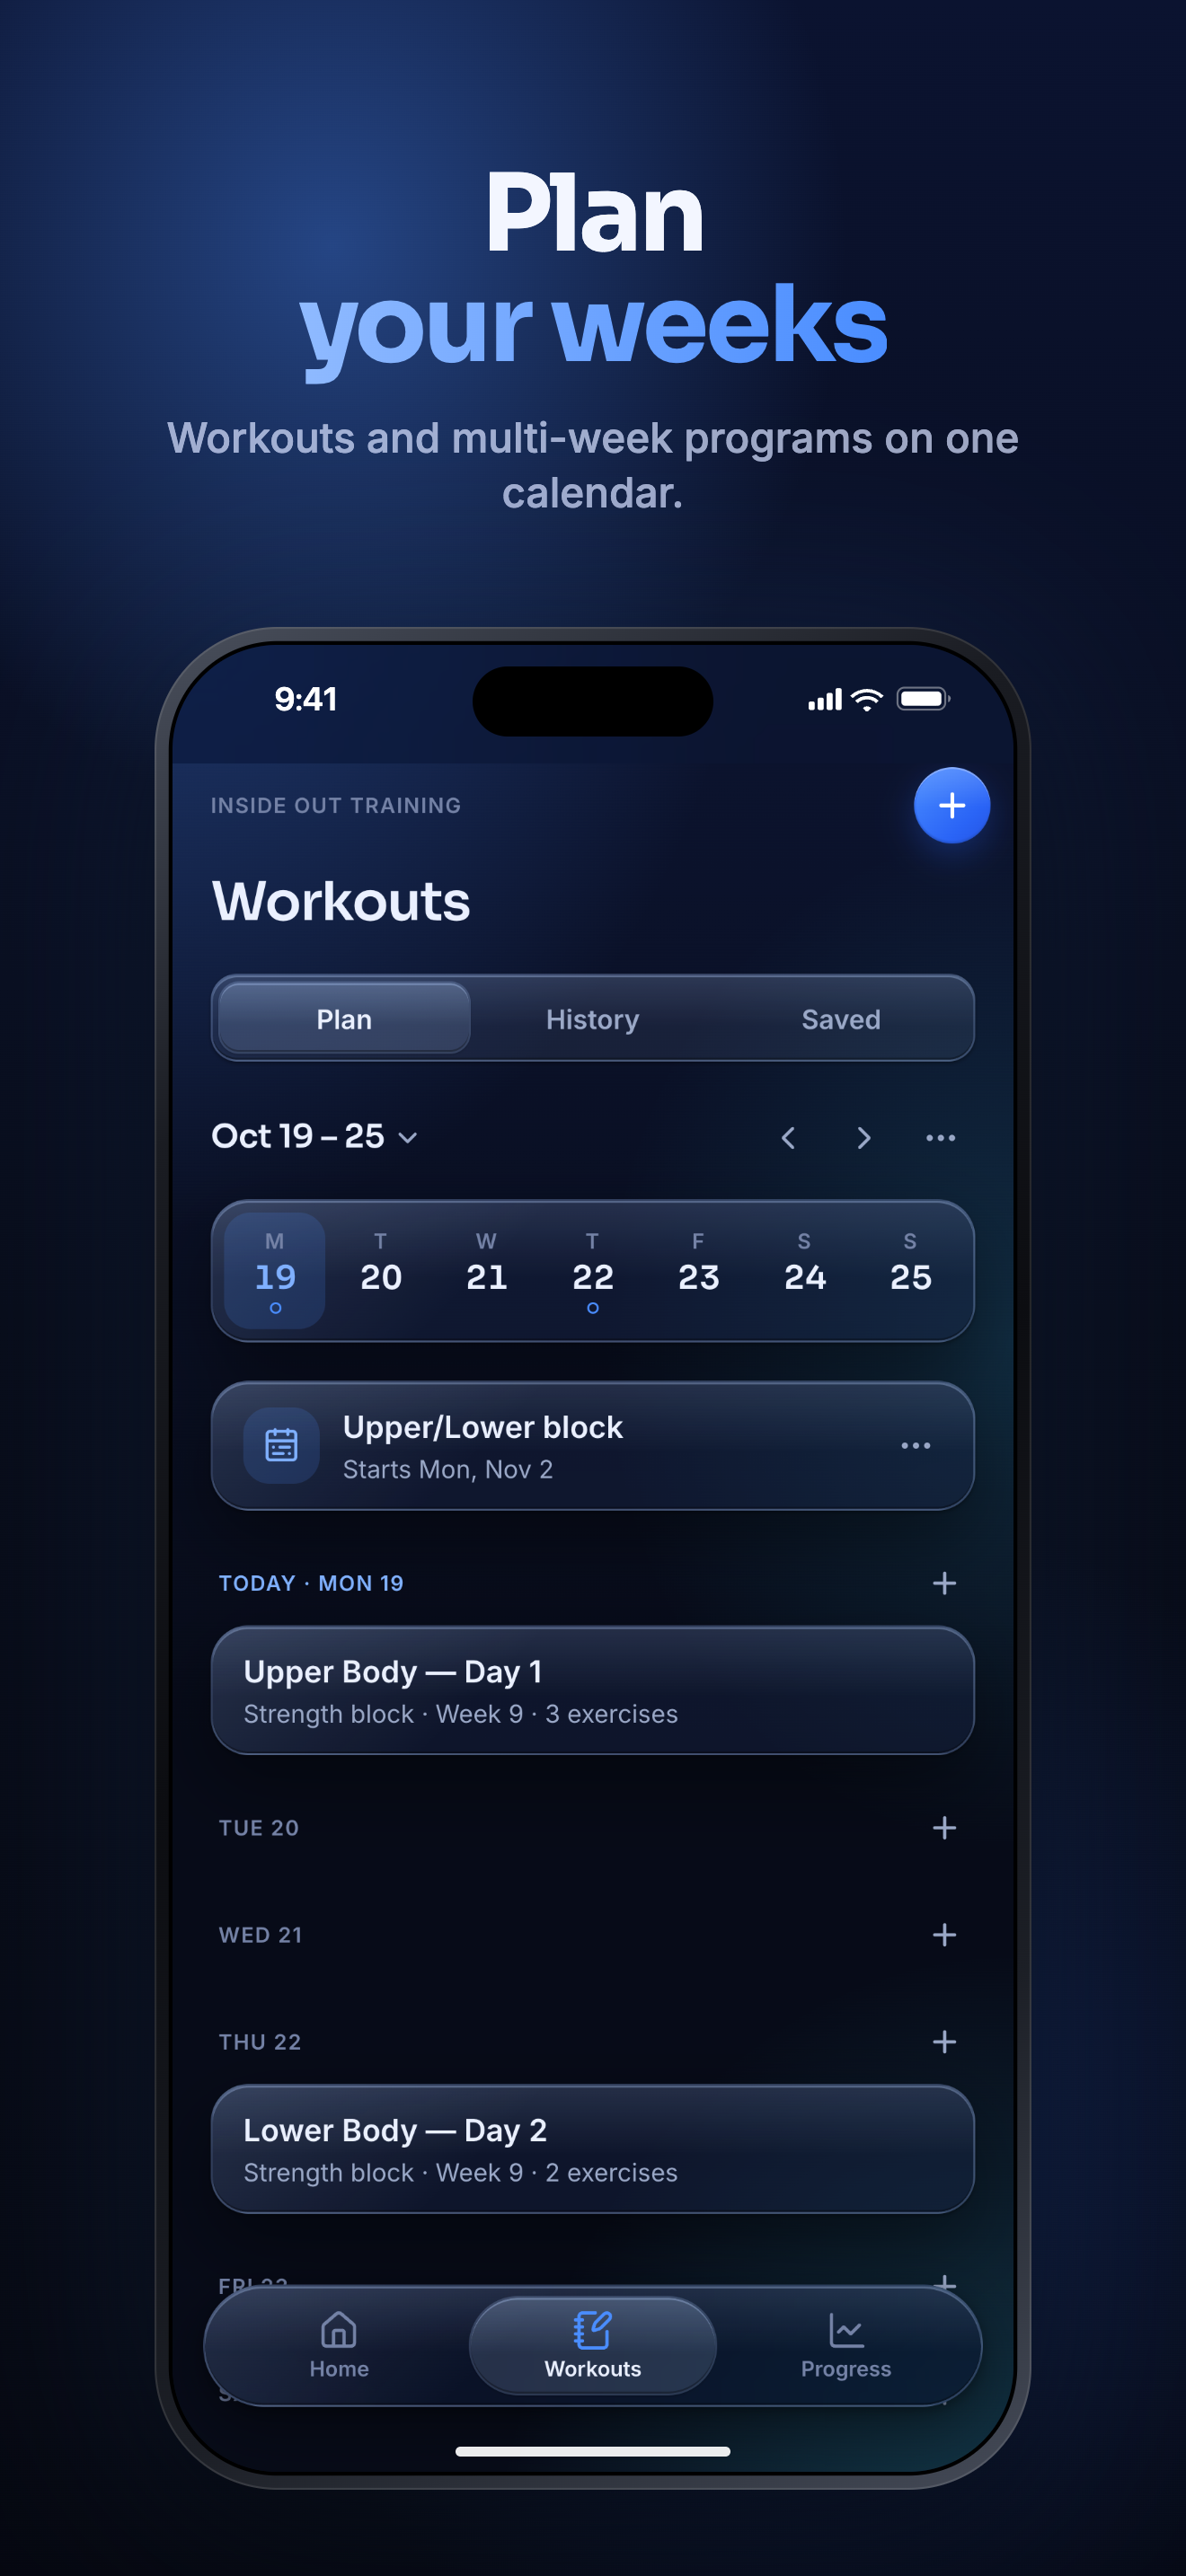 Plan
your weeks
Workouts and multi-week programs on one
calendar.
9:41
INSIDE OUT TRAINING
Workouts
Plan History Saved
Oct 19 – 25
M T W T F S S
19 20 21 22 23 24 25
Upper/Lower block
Starts Mon, Nov 2
TODAY · MON 19
Upper Body — Day 1
Strength block · Week 9 · 3 exercises
TUE 20
WED 21
THU 22
Lower Body — Day 2
Strength block · Week 9 · 2 exercises
FRI 23
Home Workouts Progress